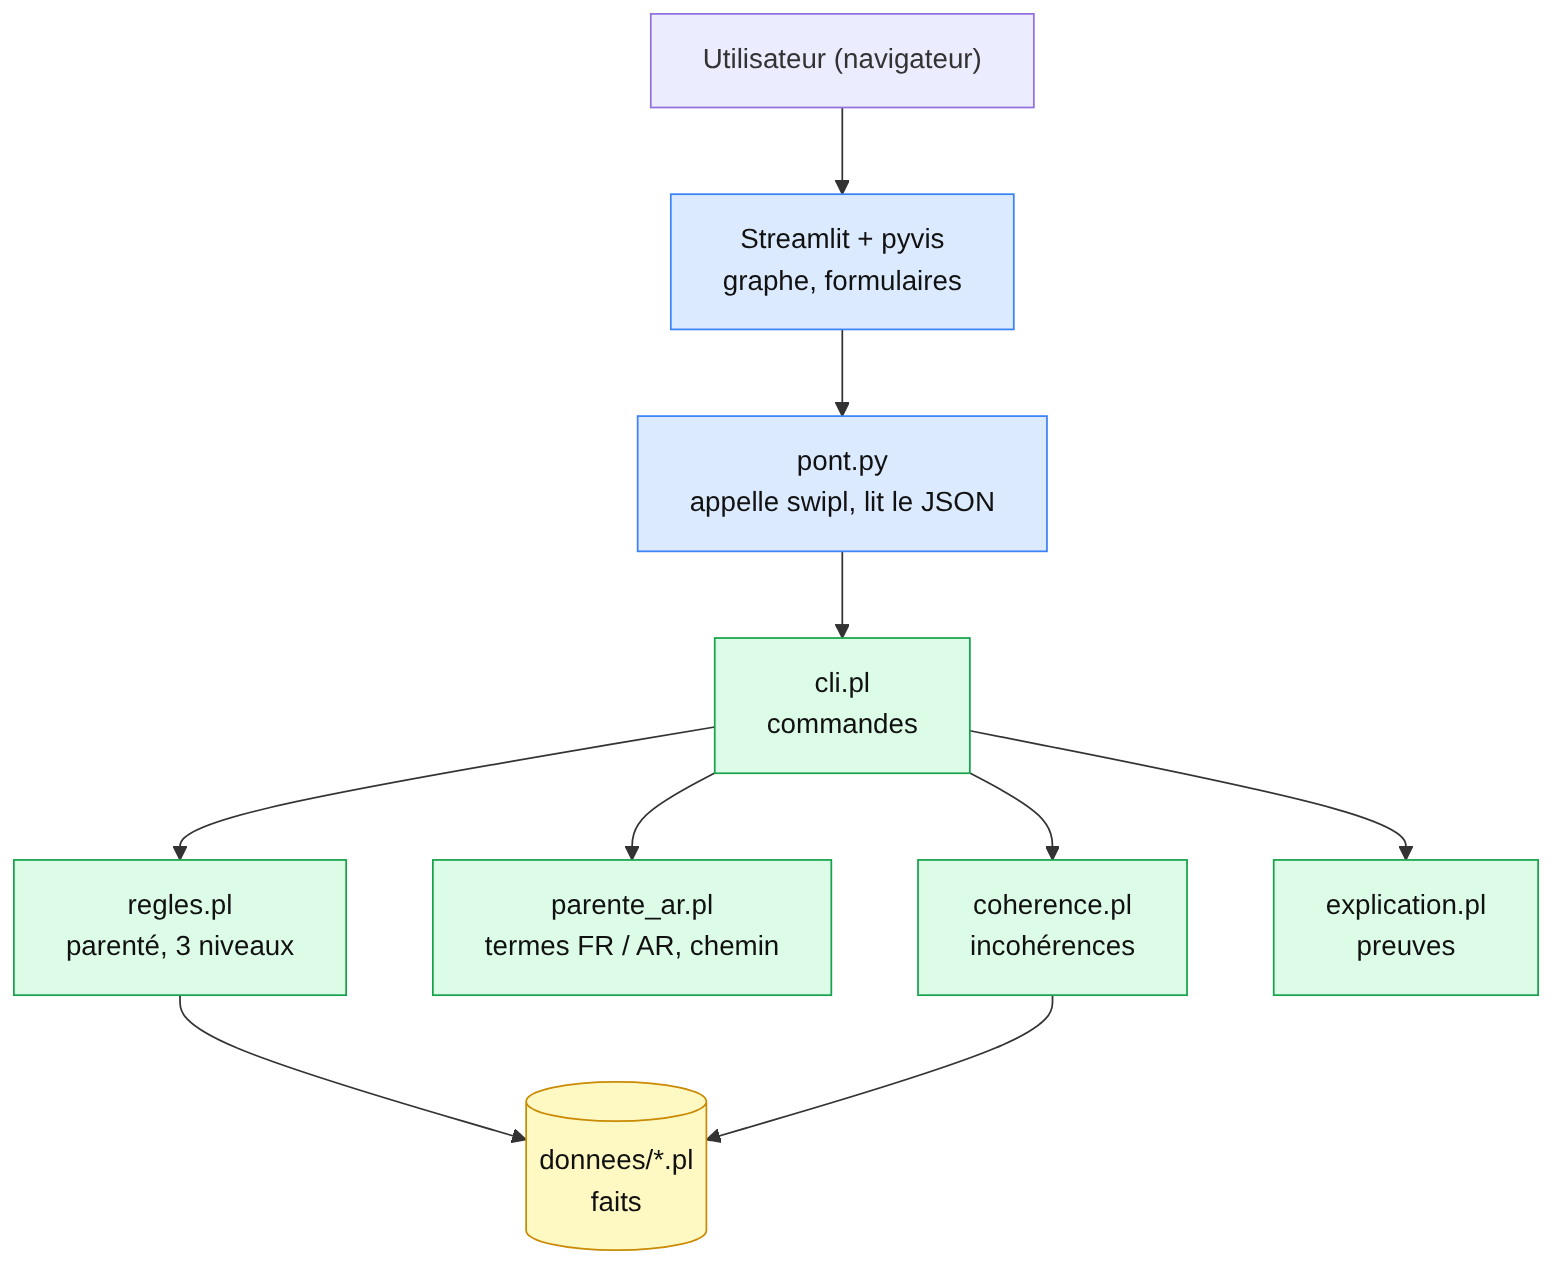 Utilisateur (navigateur)
Streamlit + pyvis
graphe, formulaires
pont.py
appelle swipl, lit le JSON
cli.pl
commandes
regles.pl
parenté, 3 niveaux
parente_ar.pl
termes FR / AR, chemin
coherence.pl
incohérences
explication.pl
preuves
donnees/*.pl
faits